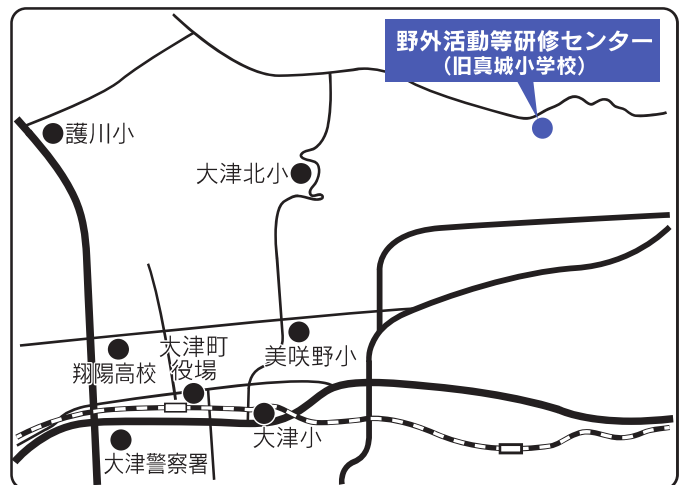 野外活動等研修センター
(旧真城小学校)
護川小
大津北小
大津町
役場
美咲野小
翔陽高校
大津小
大津警察署